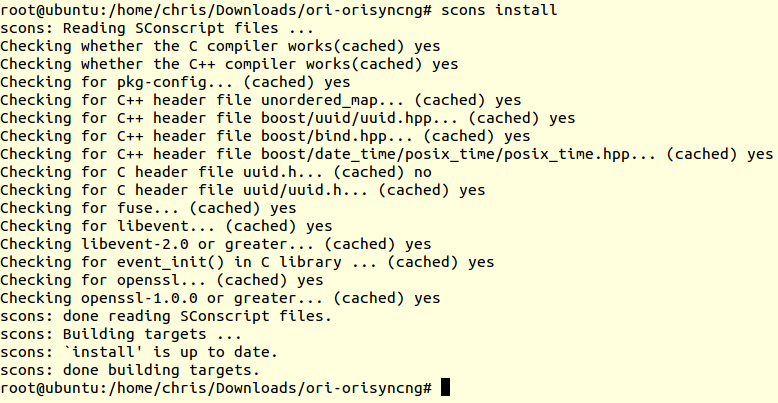 root@ubuntu:/home/chris/Downloads/ori-orisyncng# scons install
scons: Reading SConscript files ...
Checking whether the C compiler works(cached) yes
Checking whether the C++ compiler works(cached) yes
Checking for pkg-config... (cached) yes
Checking for C++ header file unordered_map... (cached) yes
Checking for C++ header file boost/uuid/uuid.hpp... (cached) yes
Checking for C++ header file boost/bind.hpp... (cached) yes
Checking for C++ header file boost/date_time/posix_time/posix_time.hpp... (cached) yes
Checking for C header file uuid.h... (cached) no
Checking for C header file uuid/uuid.h... (cached) yes
Checking for fuse... (cached) yes
Checking for libevent... (cached) yes
Checking libevent-2.0 or greater... (cached) yes
Checking for event_init() in C library ... (cached) yes
Checking for openssl... (cached) yes
Checking openssl-1.0.0 or greater... (cached) yes
scons: done reading SConscript files.
scons: Building targets ...
scons: `install' is up to date.
scons: done building targets.
root@ubuntu:/home/chris/Downloads/ori-orisyncng#